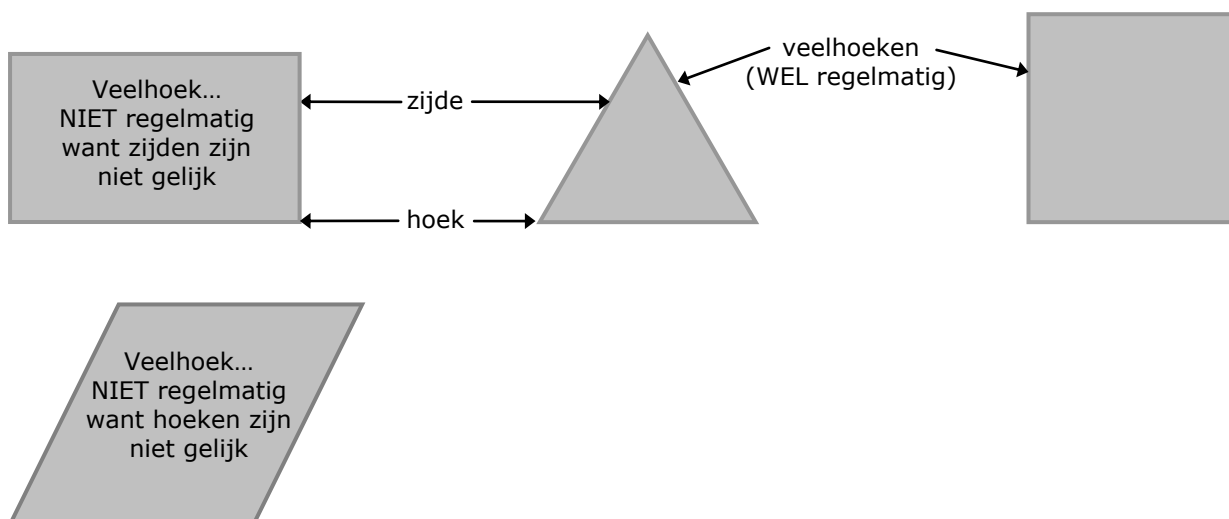 Veelhoek…
NIET regelmatig
want zijden zijn
niet gelijk
zijde
hoek
veelhoeken
(WEL regelmatig)
Veelhoek…
NIET regelmatig
want hoeken zijn
niet gelijk